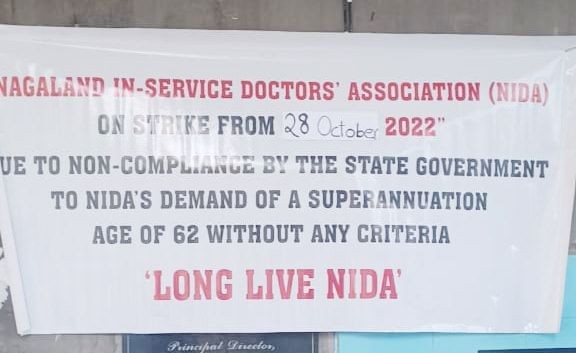 NAGALAND IN-SERVICE DOCTORS' ASSOCIATION (NIDA)
ON STRIKE FROM 28 October 2022"
UE TO NON-COMPLIANCE BY THE STATE GOVERNMENT
TO NIDA'S DEMAND OF A SUPERANNUATION
AGE OF 62 WITHOUT ANY CRITERIA
'LONG LIVE NIDA'
Principal Director,